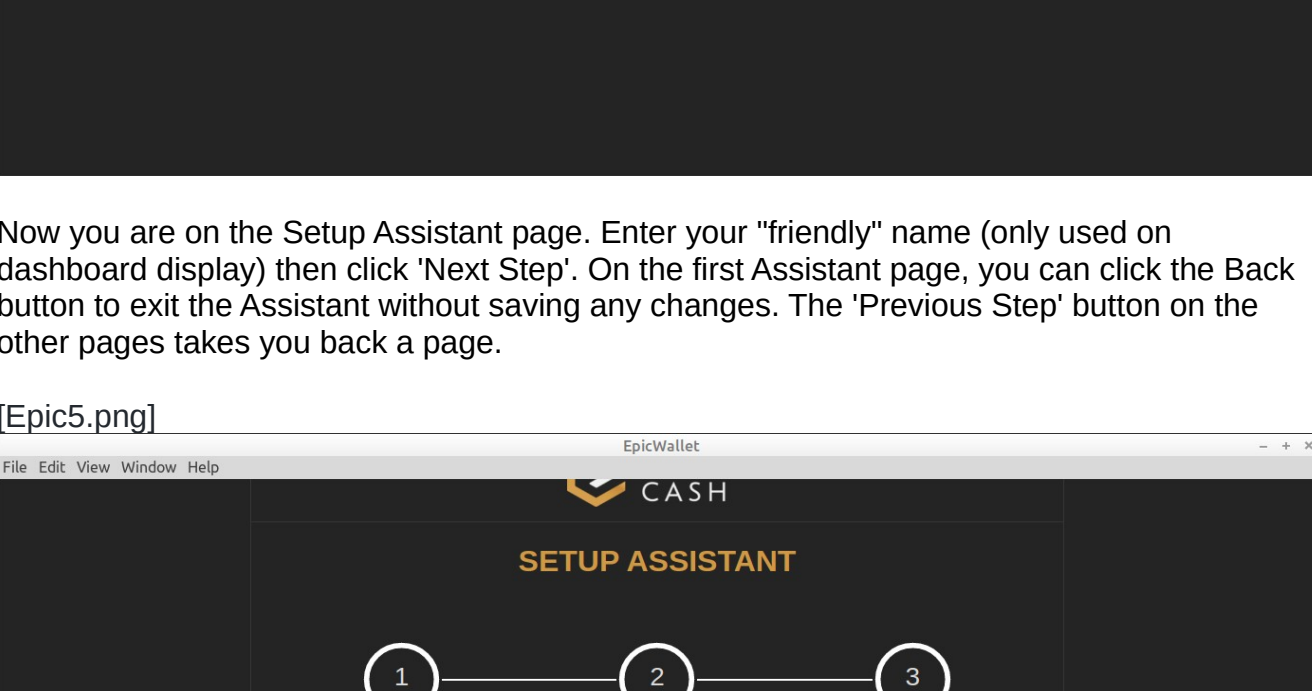 Now you are on the Setup Assistant page. Enter your "friendly" name (only used on
dashboard display) then click 'Next Step'. On the first Assistant page, you can click the Back
button to exit the Assistant without saving any changes. The 'Previous Step' button on the
other pages takes you back a page.
[Epic5.png]
EpicWallet
File Edit View Window Help
CASH
SETUP ASSISTANT
1 2 3